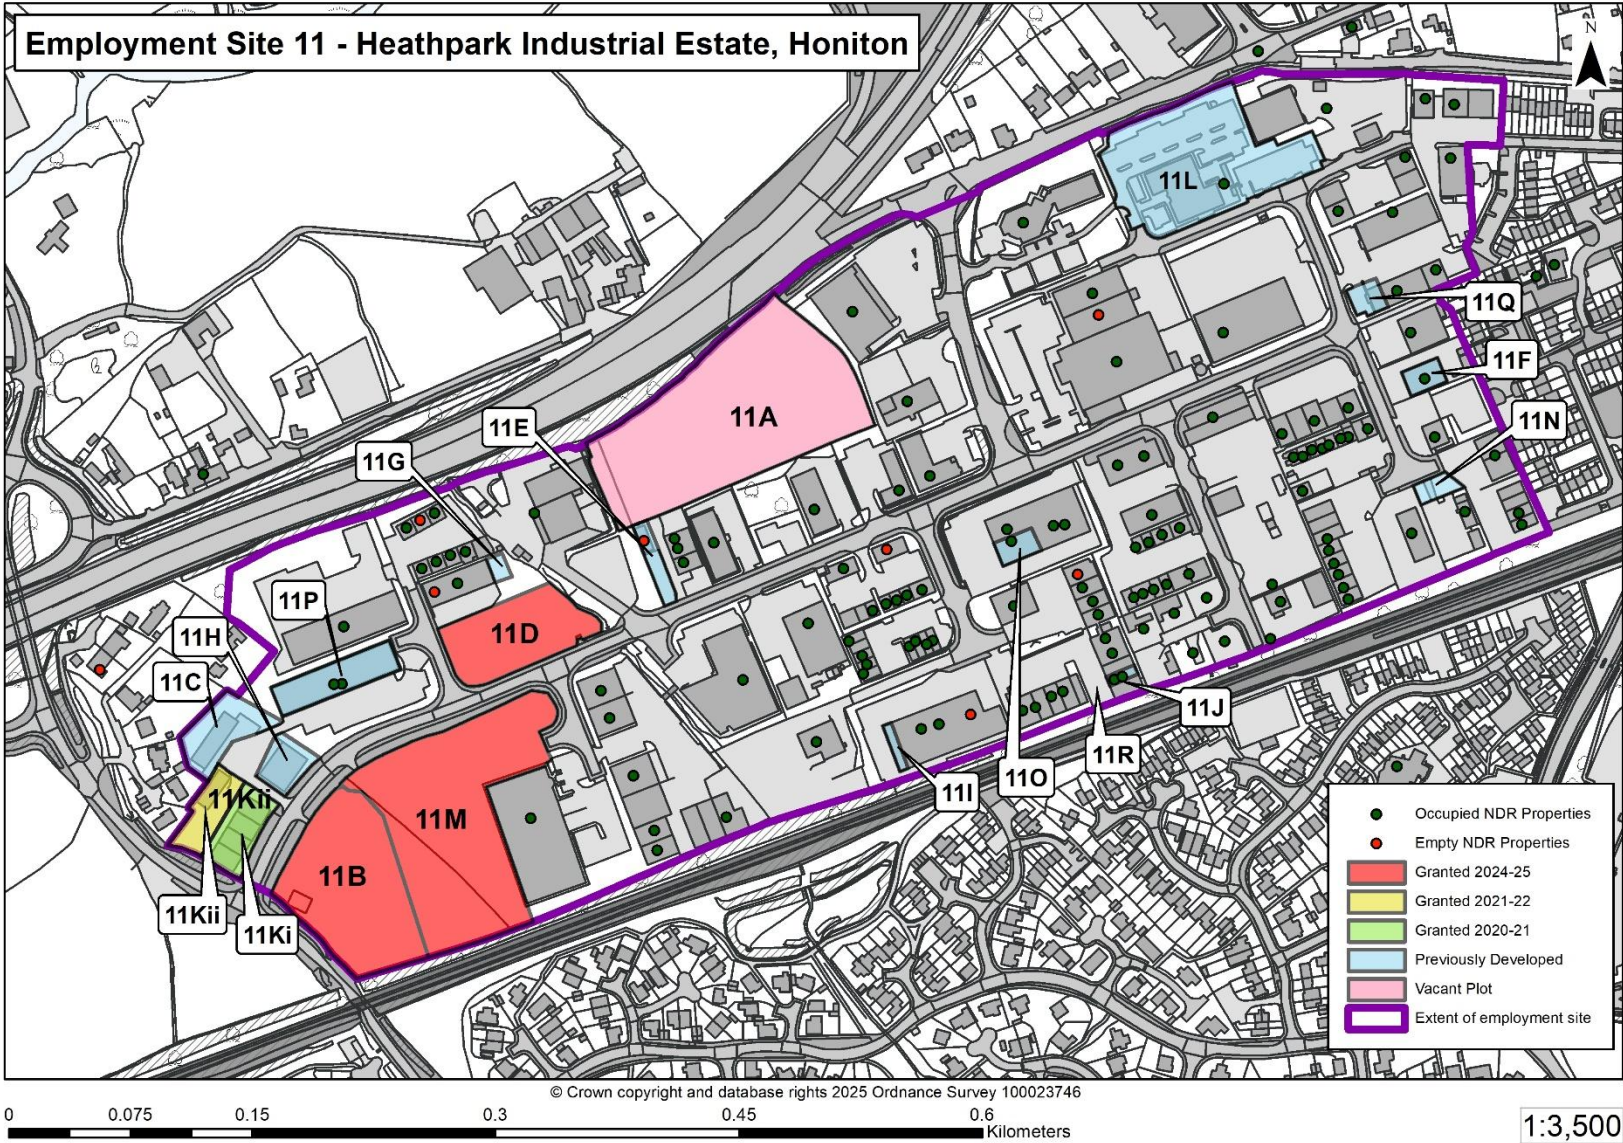 Employment Site 11 - Heathpark Industrial Estate, Honiton
N
11L
11Q
11F
11A
11E
11N
11G
11P
11D
11H
11C
11J
11R
11O
11I
11Kii
11M
11B
11Kii
11Ki
Occupied NDR Properties
Empty NDR Properties
Granted 2024-25
Granted 2021-22
Granted 2020-21
Previously Developed
Vacant Plot
Extent of employment site
© Crown copyright and database rights 2025 Ordnance Survey 100023746
0 0.075 0.15 0.3 0.45 0.6
Kilometers
1:3,500